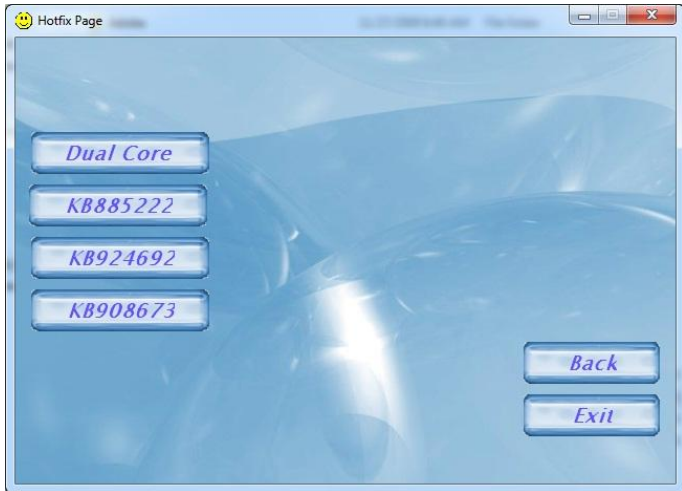 Hotfix Page
Dual Core
KB885222
KB924692
KB908673
Back
Exit